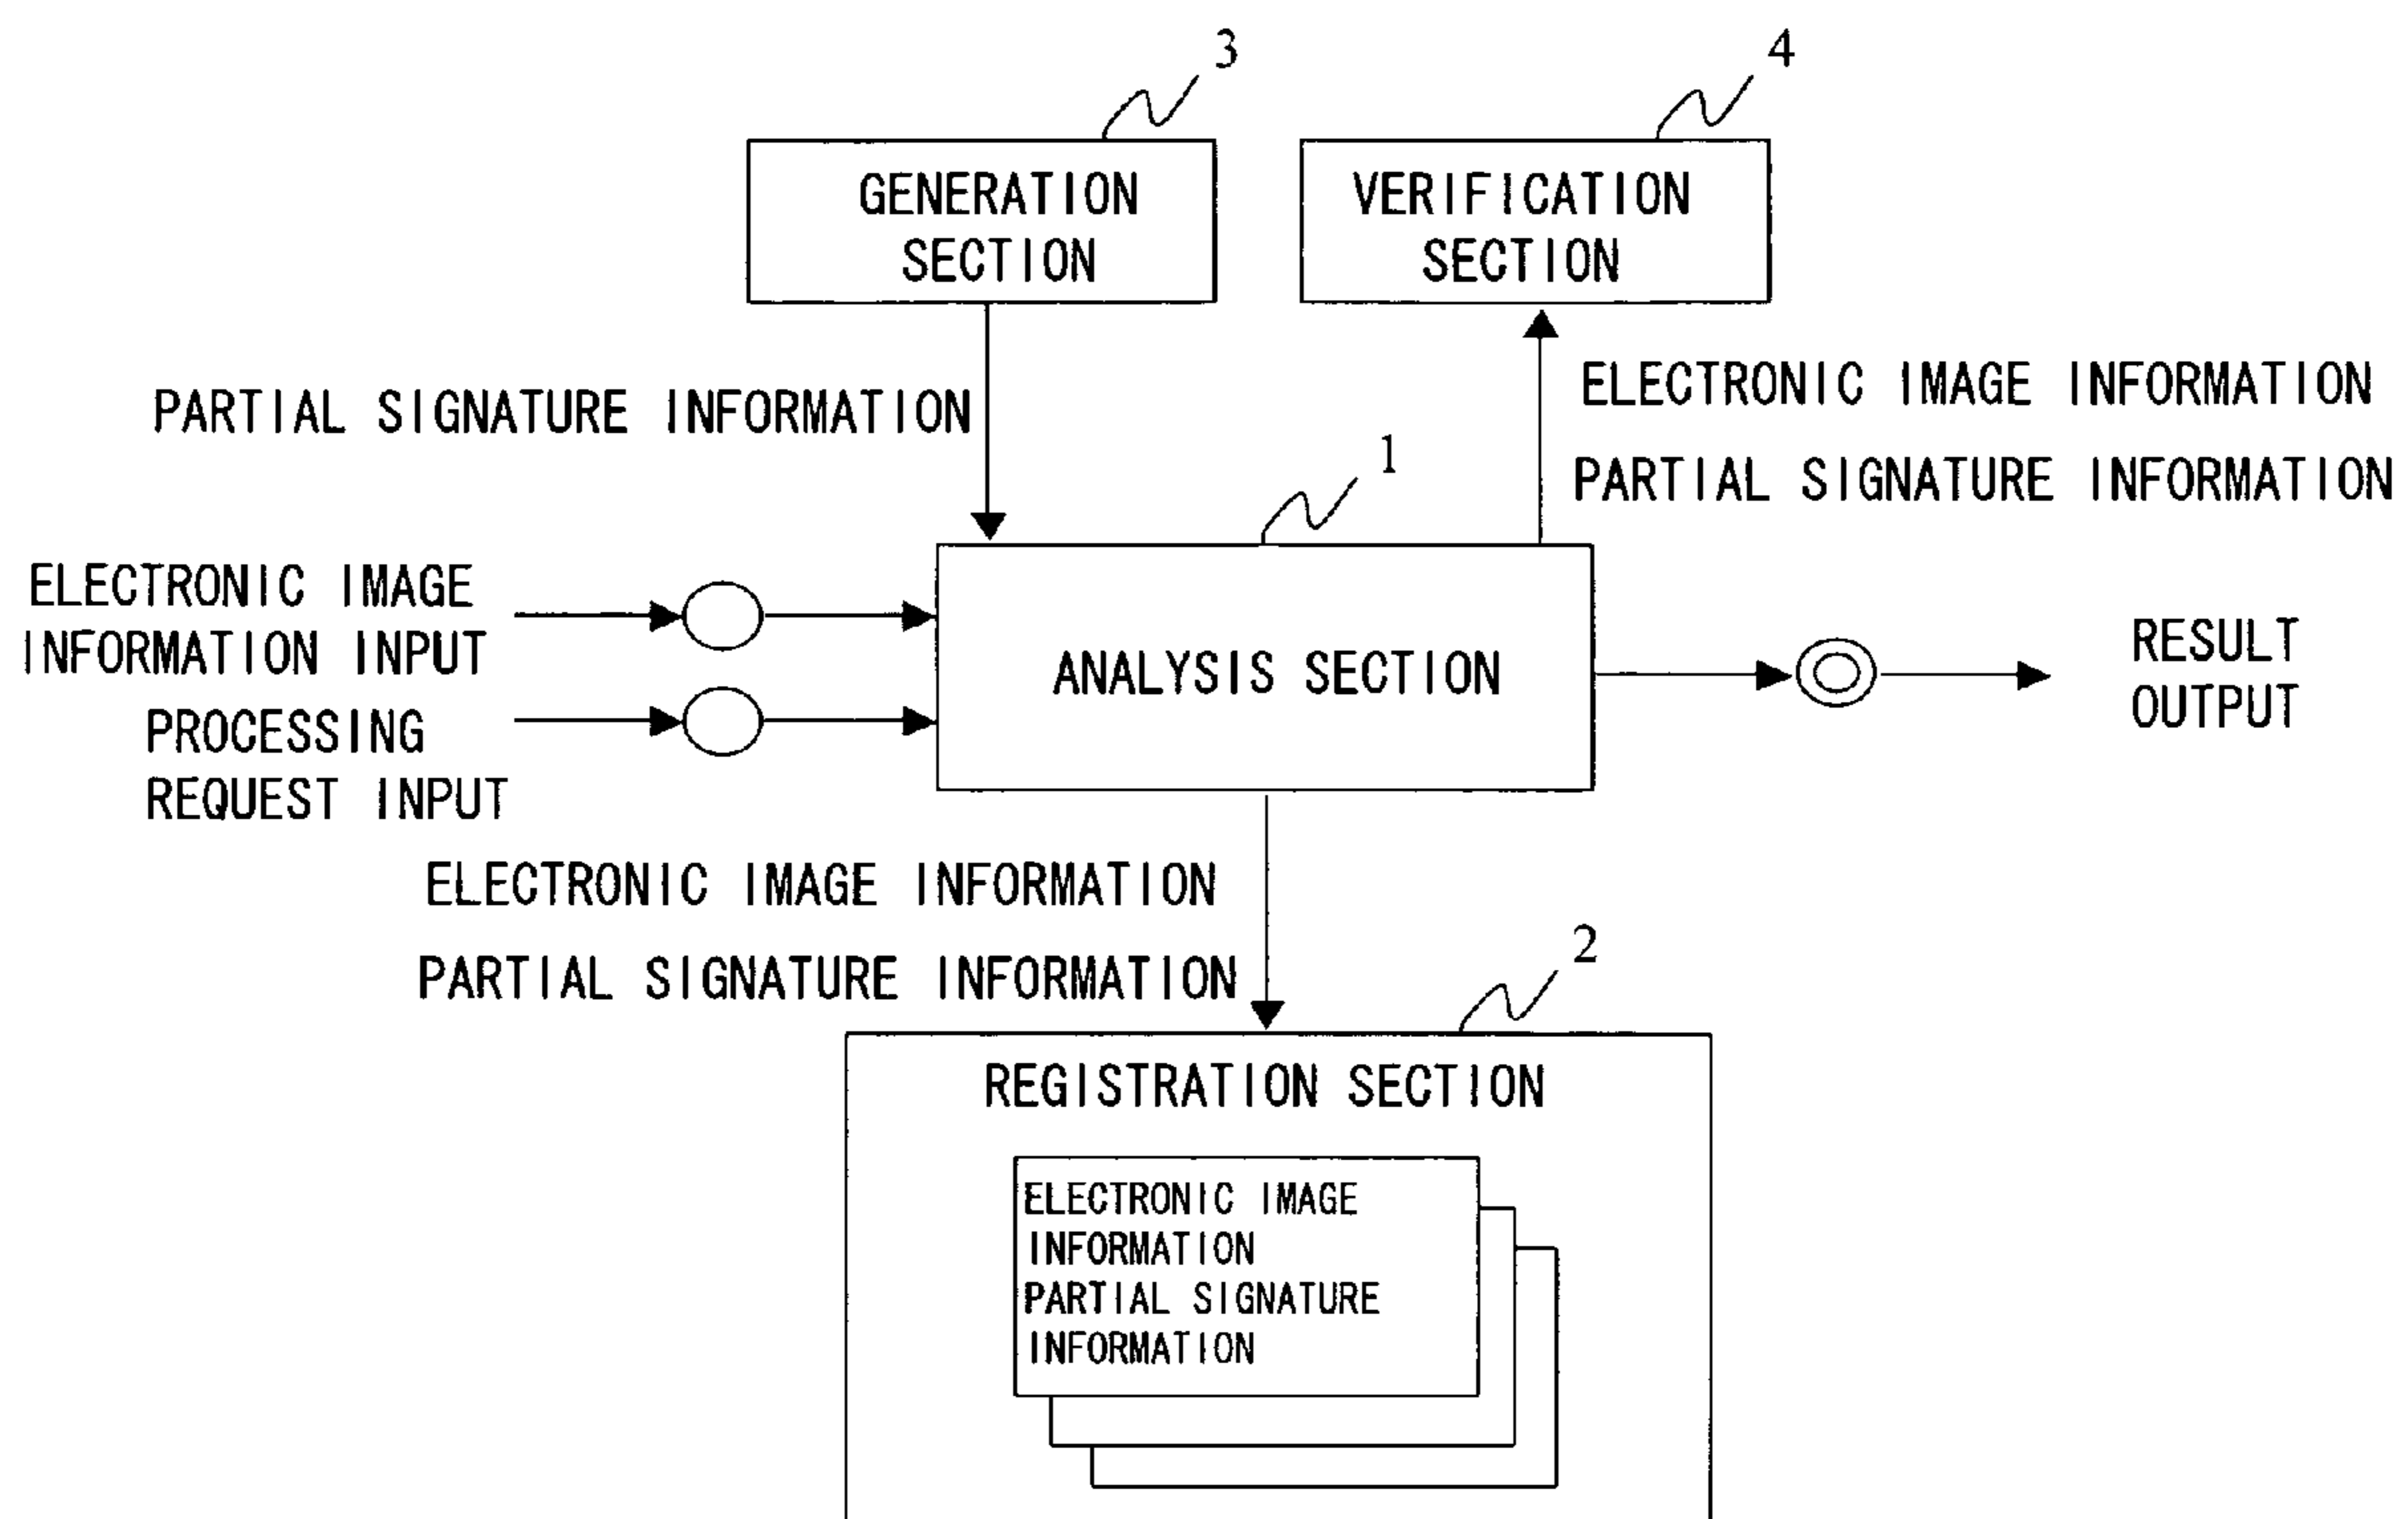 3
4
GENERATION
SECTION
VERIFICATION
SECTION
PARTIAL SIGNATURE INFORMATION
ELECTRONIC IMAGE INFORMATION
PARTIAL SIGNATURE INFORMATION
1
ELECTRONIC IMAGE
INFORMATION INPUT
PROCESSING
REQUEST INPUT
ANALYSIS SECTION
RESULT
OUTPUT
ELECTRONIC IMAGE INFORMATION
PARTIAL SIGNATURE INFORMATION
2
REGISTRATION SECTION
ELECTRONIC IMAGE
INFORMATION
PARTIAL SIGNATURE
INFORMATION